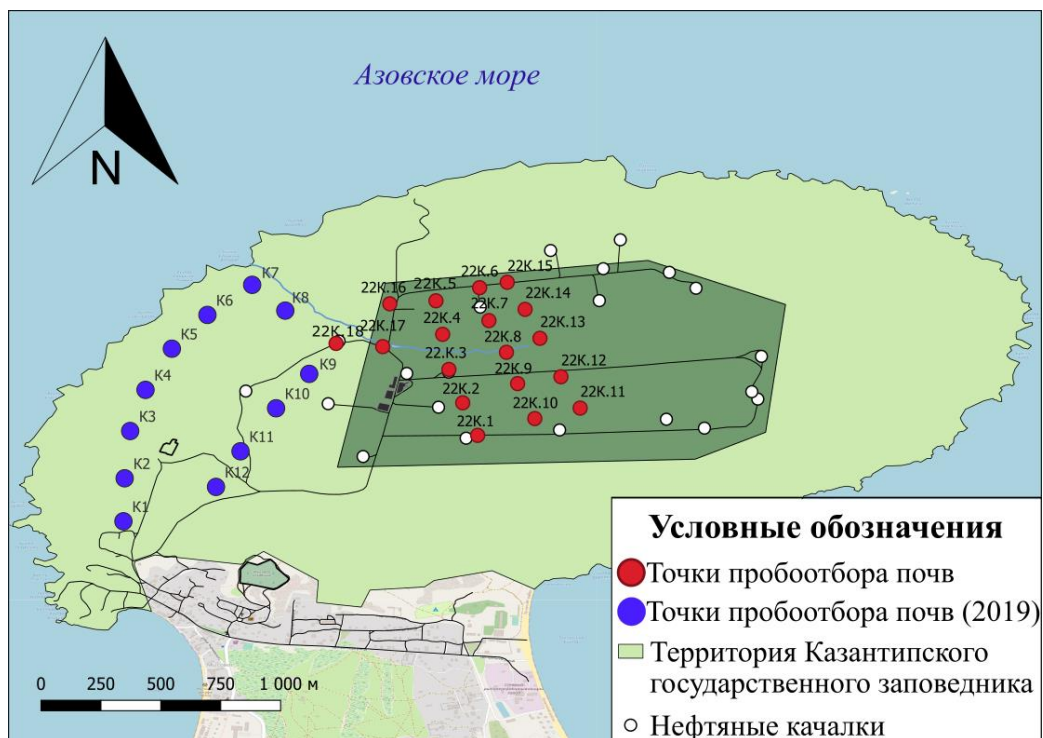 Азовское море
N
K7
K8
K6
K5
K4
K3
K2
K1
K9
K10
K11
K12
22K.6
22K.15
22K.16
22K.5
22K.14
22K.7
22K.18
22K.17
22K.4
22K.13
22K.8
22K.3
22K.12
22K.9
22K.2
22K.11
22K.10
22K.1
Условные обозначения
Точки пробоотбора почв
Точки пробоотбора почв (2019)
Территория Казантипского
государственного заповедника
Нефтяные качалки
0 250 500 750 1 000 м